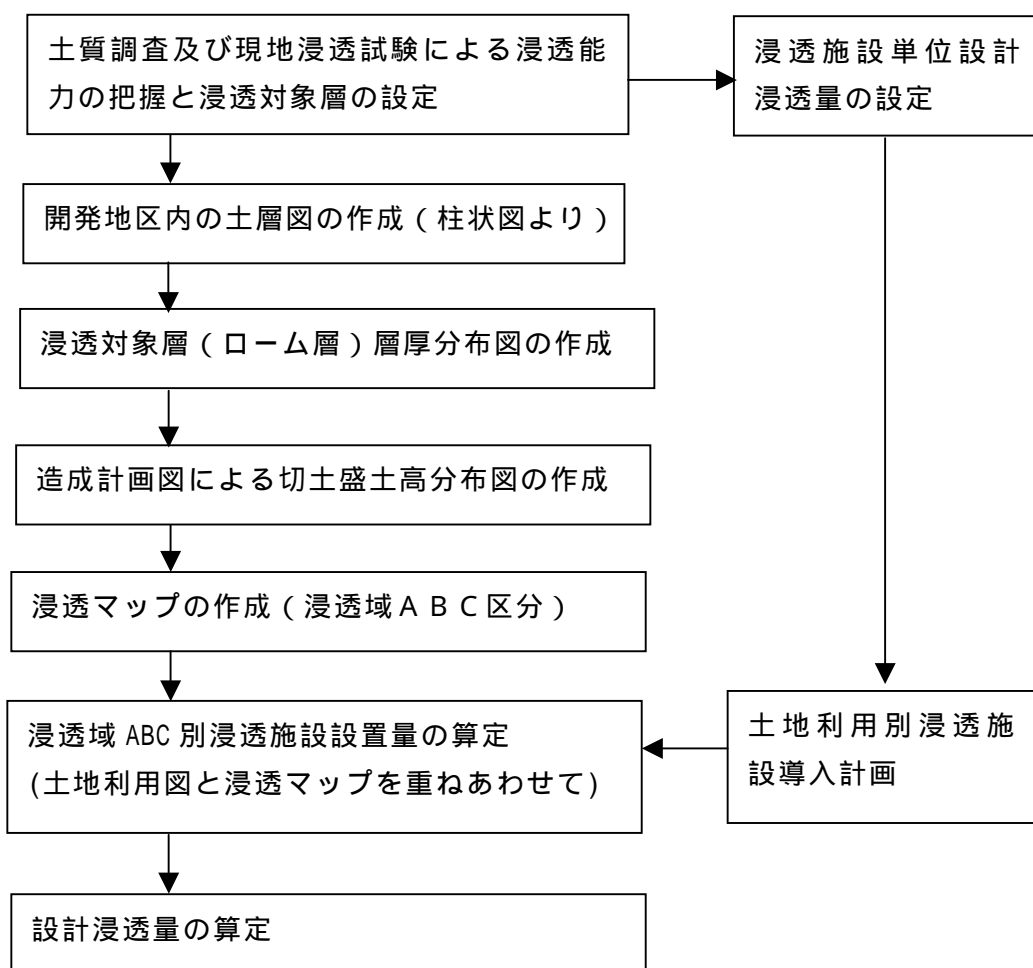 土質調査及び現地浸透試験による浸透能
力の把握と浸透対象層の設定
浸透施設単位設計
浸透量の設定
開発地区内の土層図の作成（柱状図より）
浸透対象層（ローム層）層厚分布図の作成
造成計画図による切土盛土高分布図の作成
浸透マップの作成（浸透域ＡＢＣ区分）
浸透域 ABC 別浸透施設設置量の算定
(土地利用図と浸透マップを重ねあわせて)
土地利用別浸透施
設導入計画
設計浸透量の算定